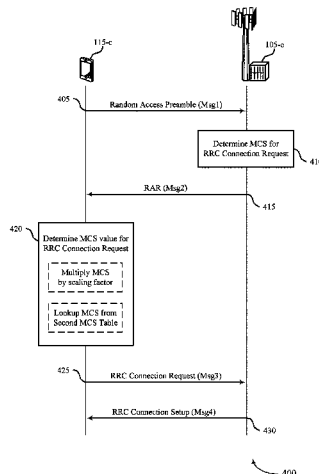 115-c
105-c
405
Random Access Preamble (Msg1)
Determine MCS for
RRC Connection Request
410
RAR (Msg2)
415
420
Determine MCS value for
RRC Connection Request
Multiply MCS
by scaling factor
Lookup MCS from
Second MCS Table
425
RRC Connection Request (Msg3)
RRC Connection Setup (Msg4)
430
400